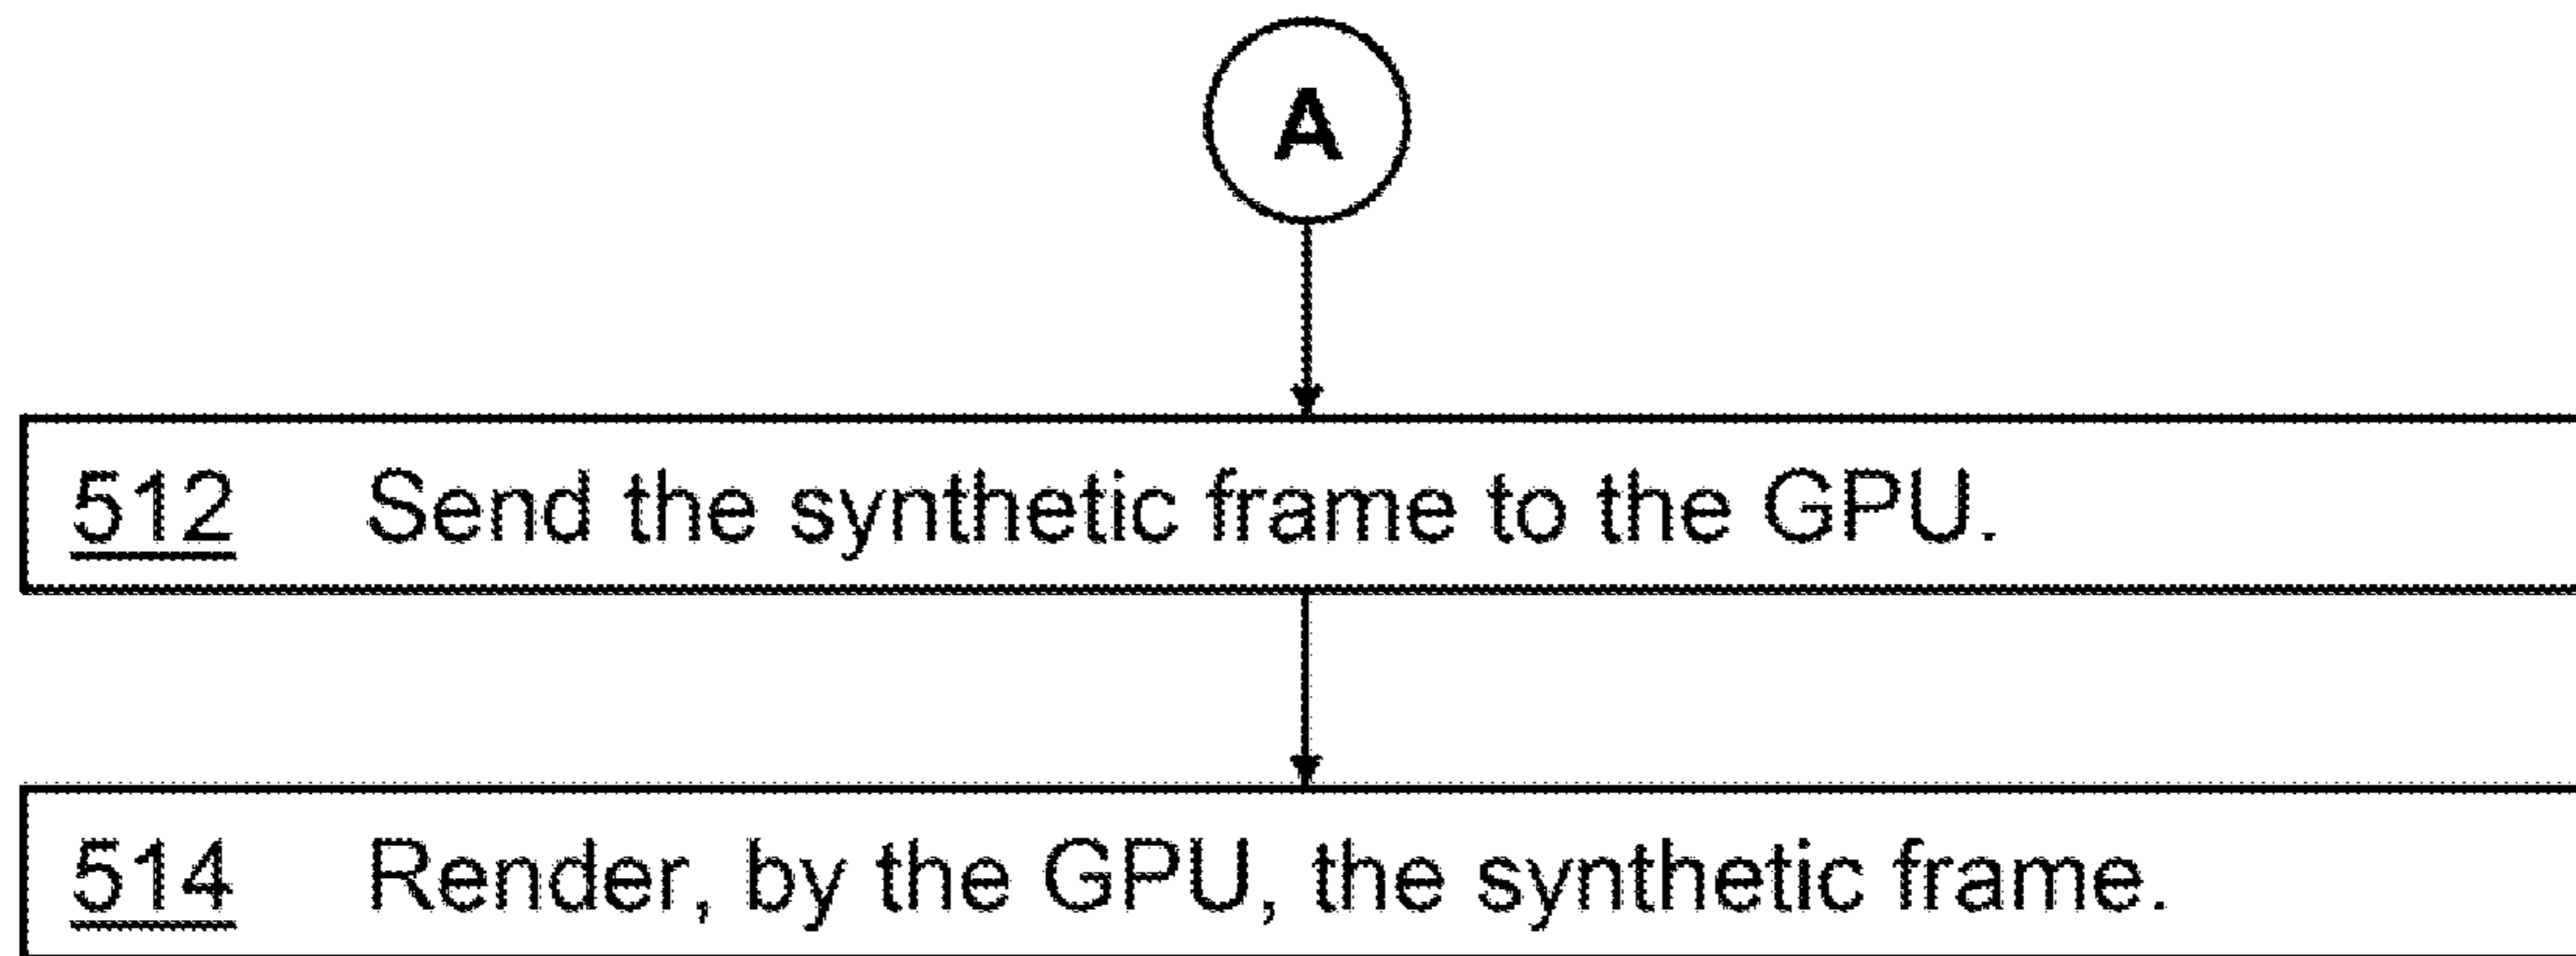 A
512 Send the synthetic frame to the GPU.
514 Render, by the GPU, the synthetic frame.